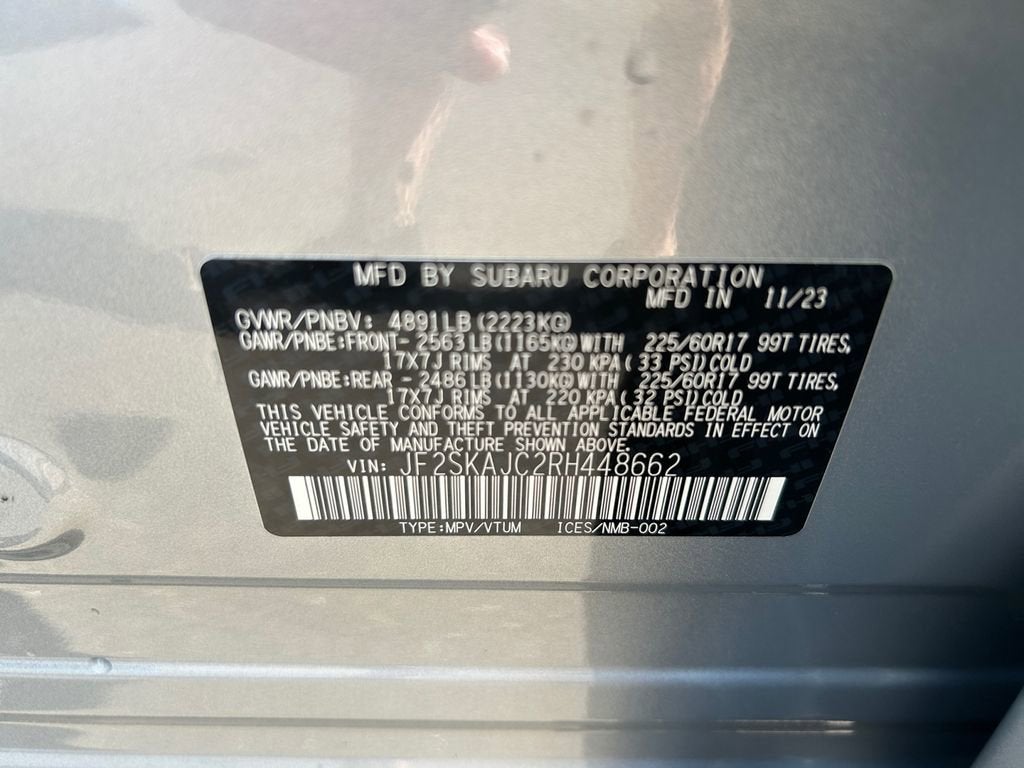 MFD BY SUBARU CORPORATION
MFD IN 11/23
GVWR/PNBV: 4891LB(2223KG)
GAWR/PNBE:FRONT- 2563LB(1165KG)WITH 225/60R17 99T TIRES,
17X7J RIMS AT 230 KPA(33 PSI)COLD
GAWR/PNBE:REAR - 2486LB(1130KG)WITH 225/60R17 99T TIRES,
17X7J RIMS AT 220 KPA(32 PSI)COLD
THIS VEHICLE CONFORMS TO ALL APPLICABLE FEDERAL MOTOR
VEHICLE SAFETY AND THEFT PREVENTION STANDARDS IN EFFECT ON
THE DATE OF MANUFACTURE SHOWN ABOVE.
VIN: JF2SKAJC2RH448662
TYPE:MPV/VTUM ICES/NMB-002